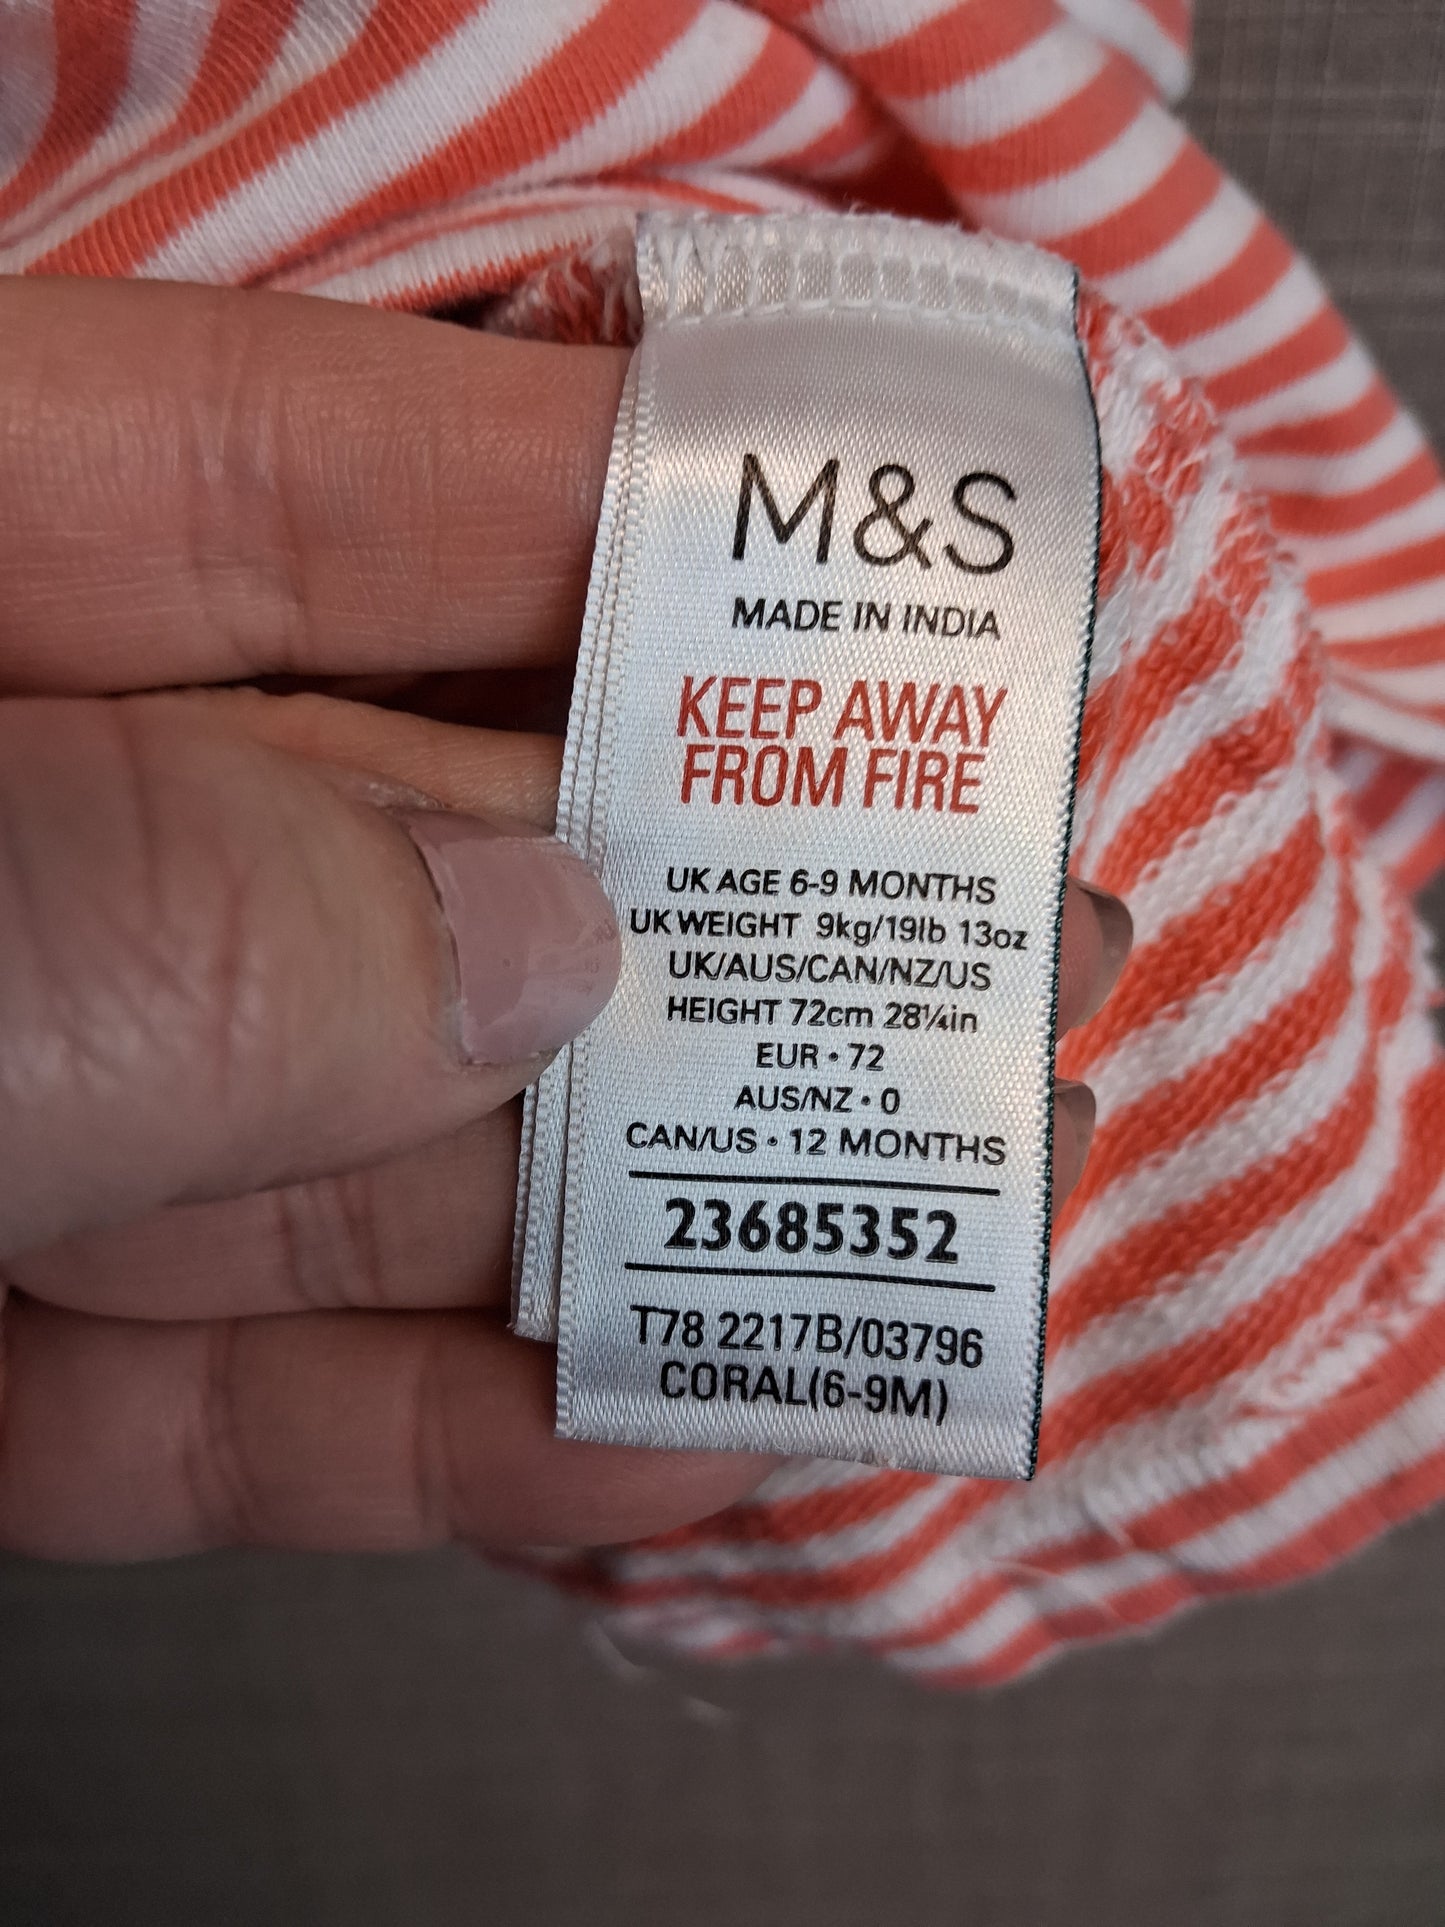 M&S
MADE IN INDIA
KEEP AWAY
FROM FIRE
UK AGE 6-9 MONTHS
UK WEIGHT 9kg/19lb 13oz
UK/AUS/CAN/NZ/US
HEIGHT 72cm 28¼in
EUR • 72
AUS/NZ • 0
CAN/US • 12 MONTHS
23685352
T78 2217B/03796
CORAL(6-9M)